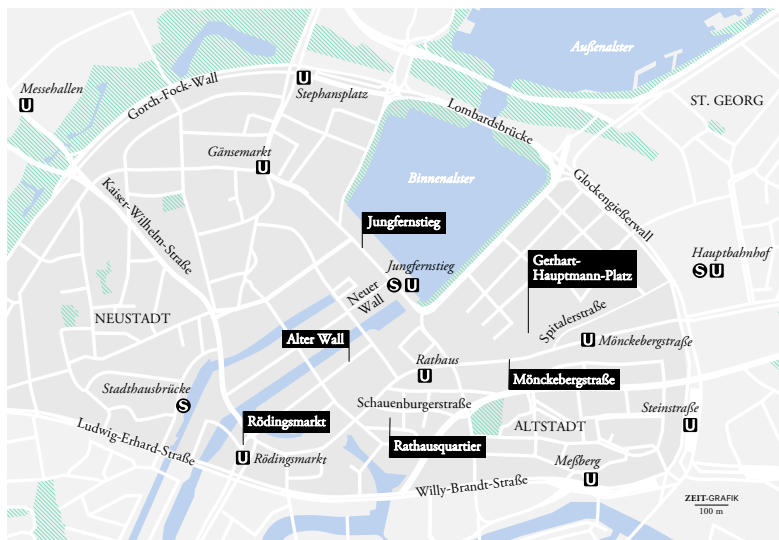 Außenalster
Messehallen
U
Gorch-Fock-Wall
U
Stephansplatz
Lombardsbrücke
ST. GEORG
Gänsemarkt
U
Binnenalster
Kaiser-Wilhelm-Straße
Glockengießerwall
Jungfernstieg
Jungfernstieg
S U
Neuer
Wall
Gerhart-
Hauptmann-Platz
Hauptbahnhof
S U
NEUSTADT
Spitalerstraße
Alter Wall
U Mönckebergstraße
Rathaus
U
Mönckebergstraße
Stadthausbrücke
S
Schauenburgerstraße
Steinstraße
U
Rödingsmarkt
ALTSTADT
Ludwig-Erhard-Straße
Rathausquartier
U Rödingsmarkt
Meßberg
U
Willy-Brandt-Straße
ZEIT-GRAFIK
100 m